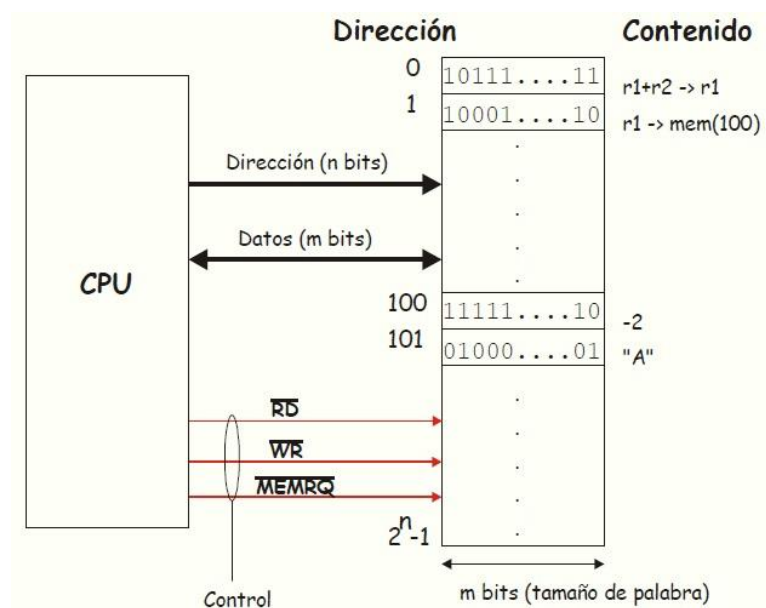 Dirección
Contenido
0
10111....11
r1+r2 -> r1
1
10001....10
r1 -> mem(100)
Dirección (n bits)
Datos (m bits)
CPU
100
11111....10
-2
101
01000....01
"A"
RD
WR
MEMRQ
2ⁿ-1
Control
m bits (tamaño de palabra)